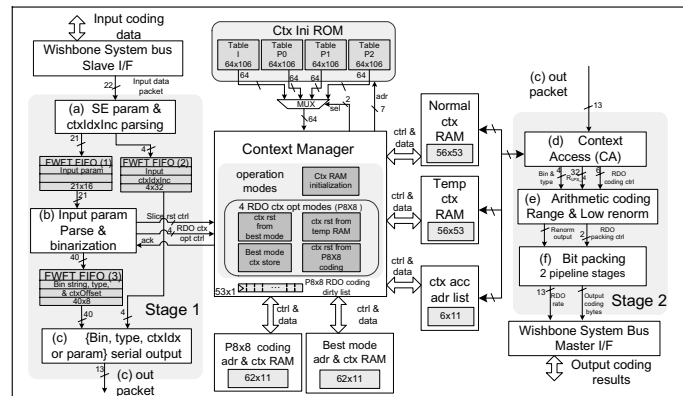 Input coding
data
Wishbone System bus
Slave I/F
22
Input data
packet
(a) SE param &
ctxIdxInc parsing
21
4
FWFT FIFO (1)
Input param
21x16
FWFT FIFO (2)
Input
ctxIdxInc
4x32
21
(b) Input param
Parse &
binarization
40
FWFT FIFO (3)
Bin string, type,
& ctxOffset
40x8
40
4
Stage 1
(c) {Bin, type, ctxIdx
or param} serial output
13
(c) out
packet
Slice rst ctrl
4 RDO ctx
opt ctrl
ack
Ctx Ini ROM
Table
I
64x106
Table
P0
64x106
Table
P1
64x106
Table
P2
64x106
64
64
64
64
MUX
sel
2
adr
7
64
Context Manager
operation
modes
Ctx RAM
initialization
4 RDO ctx opt modes (P8X8)
ctx rst
from
best mode
ctx rst from
temp RAM
Best mode
ctx store
ctx rst from
P8X8
coding
53x1
P8x8 RDO coding
dirty list
ctrl &
data
ctrl &
data
P8x8 coding
adr & ctx RAM
62x11
Best mode
adr & ctx RAM
62x11
ctrl &
data
Normal
ctx
RAM
56x53
ctrl &
data
Temp
ctx
RAM
56x53
ctrl &
data
ctx acc
adr list
6x11
(c) out
packet
13
(d) Context
Access (CA)
Bin &
type
4
32
4
6
RDO
coding ctrl
(e) Arithmetic coding
Range & Low renorm
Renorm
output
2
RDO
packing ctrl
(f) Bit packing
2 pipeline stages
13
RDO
rate
Output
coding
bytes
Stage 2
Wishbone System Bus
Master I/F
Output coding
results